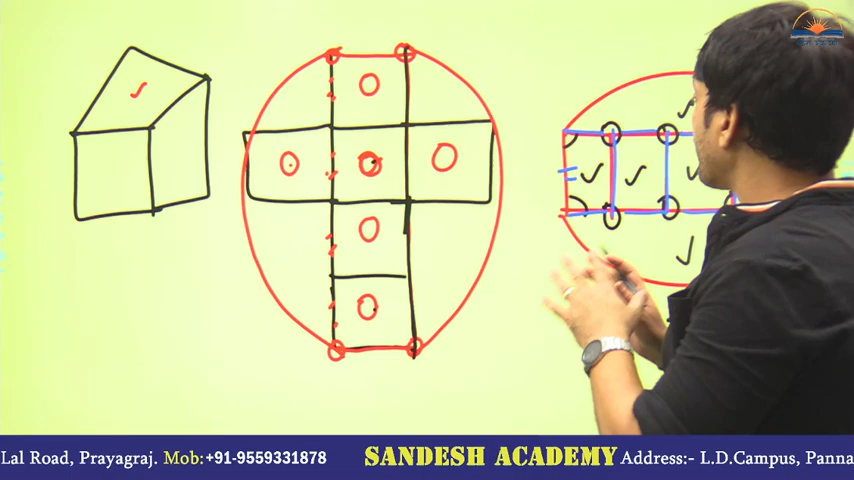 Lal Road, Prayagraj. Mob:+91-9559331878 SANDESH ACADEMY Address:- L.D.Campus, Panna